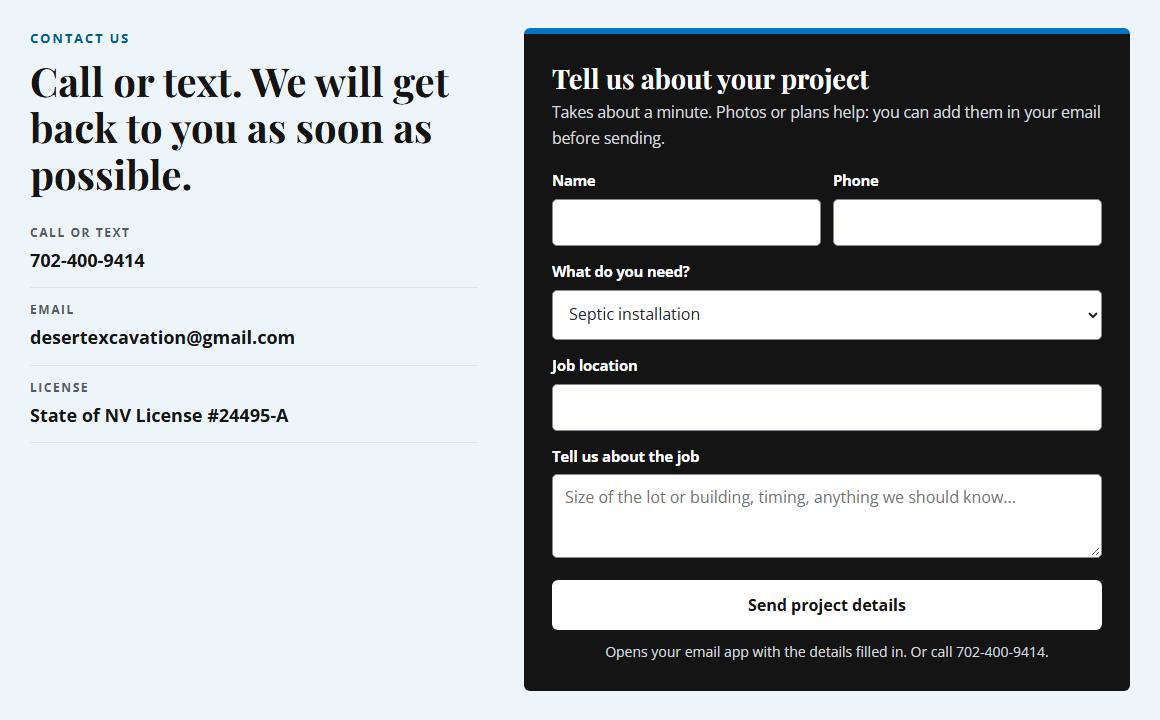 CONTACT US
Call or text. We will get
back to you as soon as
possible.
CALL OR TEXT
702-400-9414
EMAIL
desertexcavation@gmail.com
LICENSE
State of NV License #24495-A
Tell us about your project
Takes about a minute. Photos or plans help: you can add them in your email
before sending.
Name
Phone
What do you need?
Septic installation
Job location
Tell us about the job
Size of the lot or building, timing, anything we should know...
Send project details
Opens your email app with the details filled in. Or call 702-400-9414.